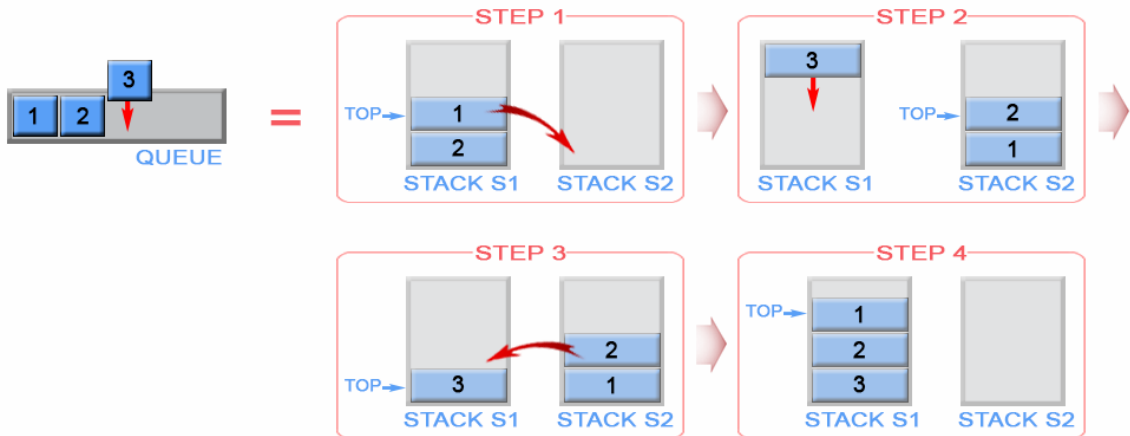 STEP 1
STEP 2
3
3
TOP 1
TOP 2
1 2
2
1
QUEUE
=
STACK S1 STACK S2
STACK S1 STACK S2
STEP 3
STEP 4
TOP 1
2
2
TOP 3
1
3
STACK S1 STACK S2
STACK S1 STACK S2